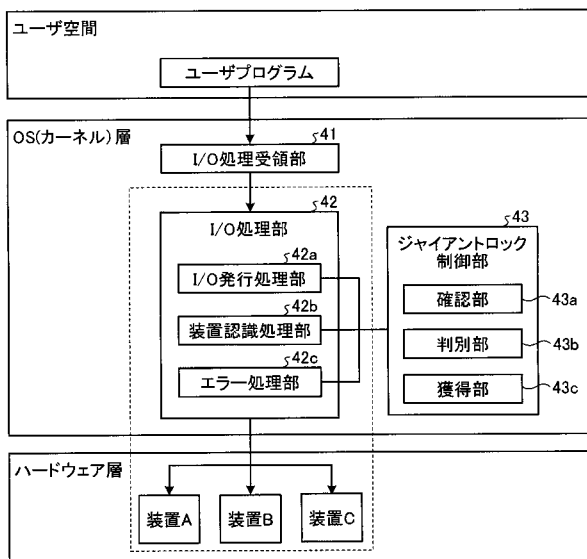 ユーザ空間
ユーザプログラム
OS(カーネル)層
41
I/O処理受領部
42
I/O処理部
42a
I/O発行処理部
42b
装置認識処理部
42c
エラー処理部
43
ジャイアントロック
制御部
確認部
43a
判別部
43b
獲得部
43c
ハードウェア層
装置A
装置B
装置C